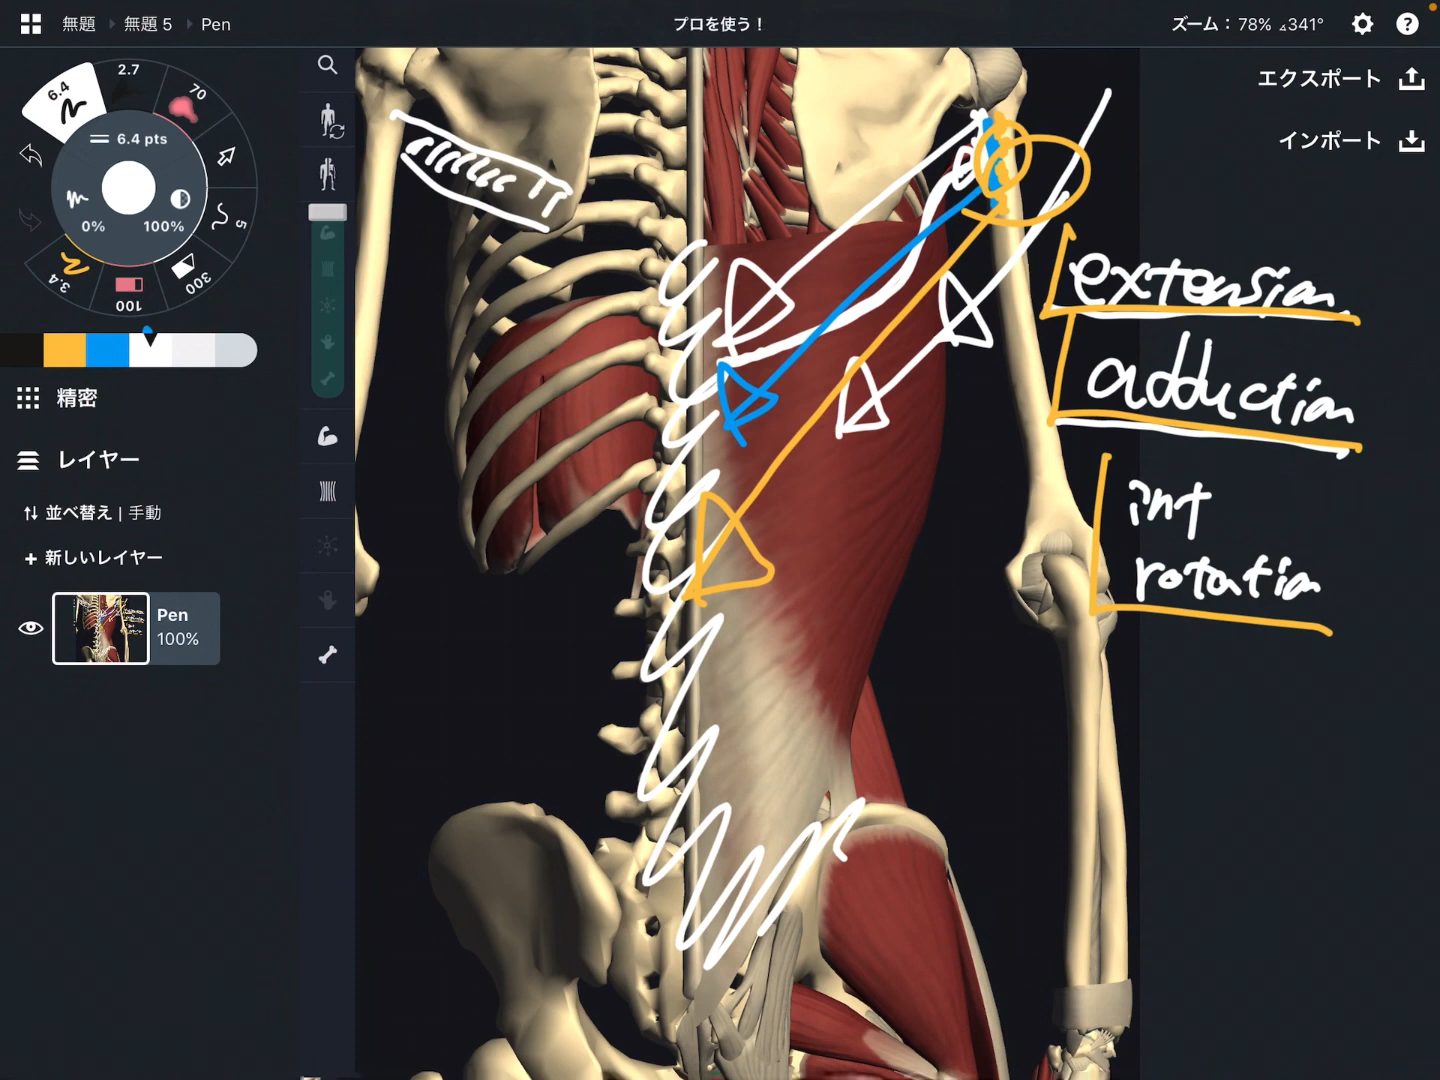 無題 無題 5 Pen
プロを使う！
ズーム：78% ⊿341°
エクスポート
インポート
2.7
6.4
70
6.4 pts
0% 100%
5
3.4
100
300
精密
レイヤー
並べ替え | 手動
+ 新しいレイヤー
Pen
100%
extension
adduction
int
rotation